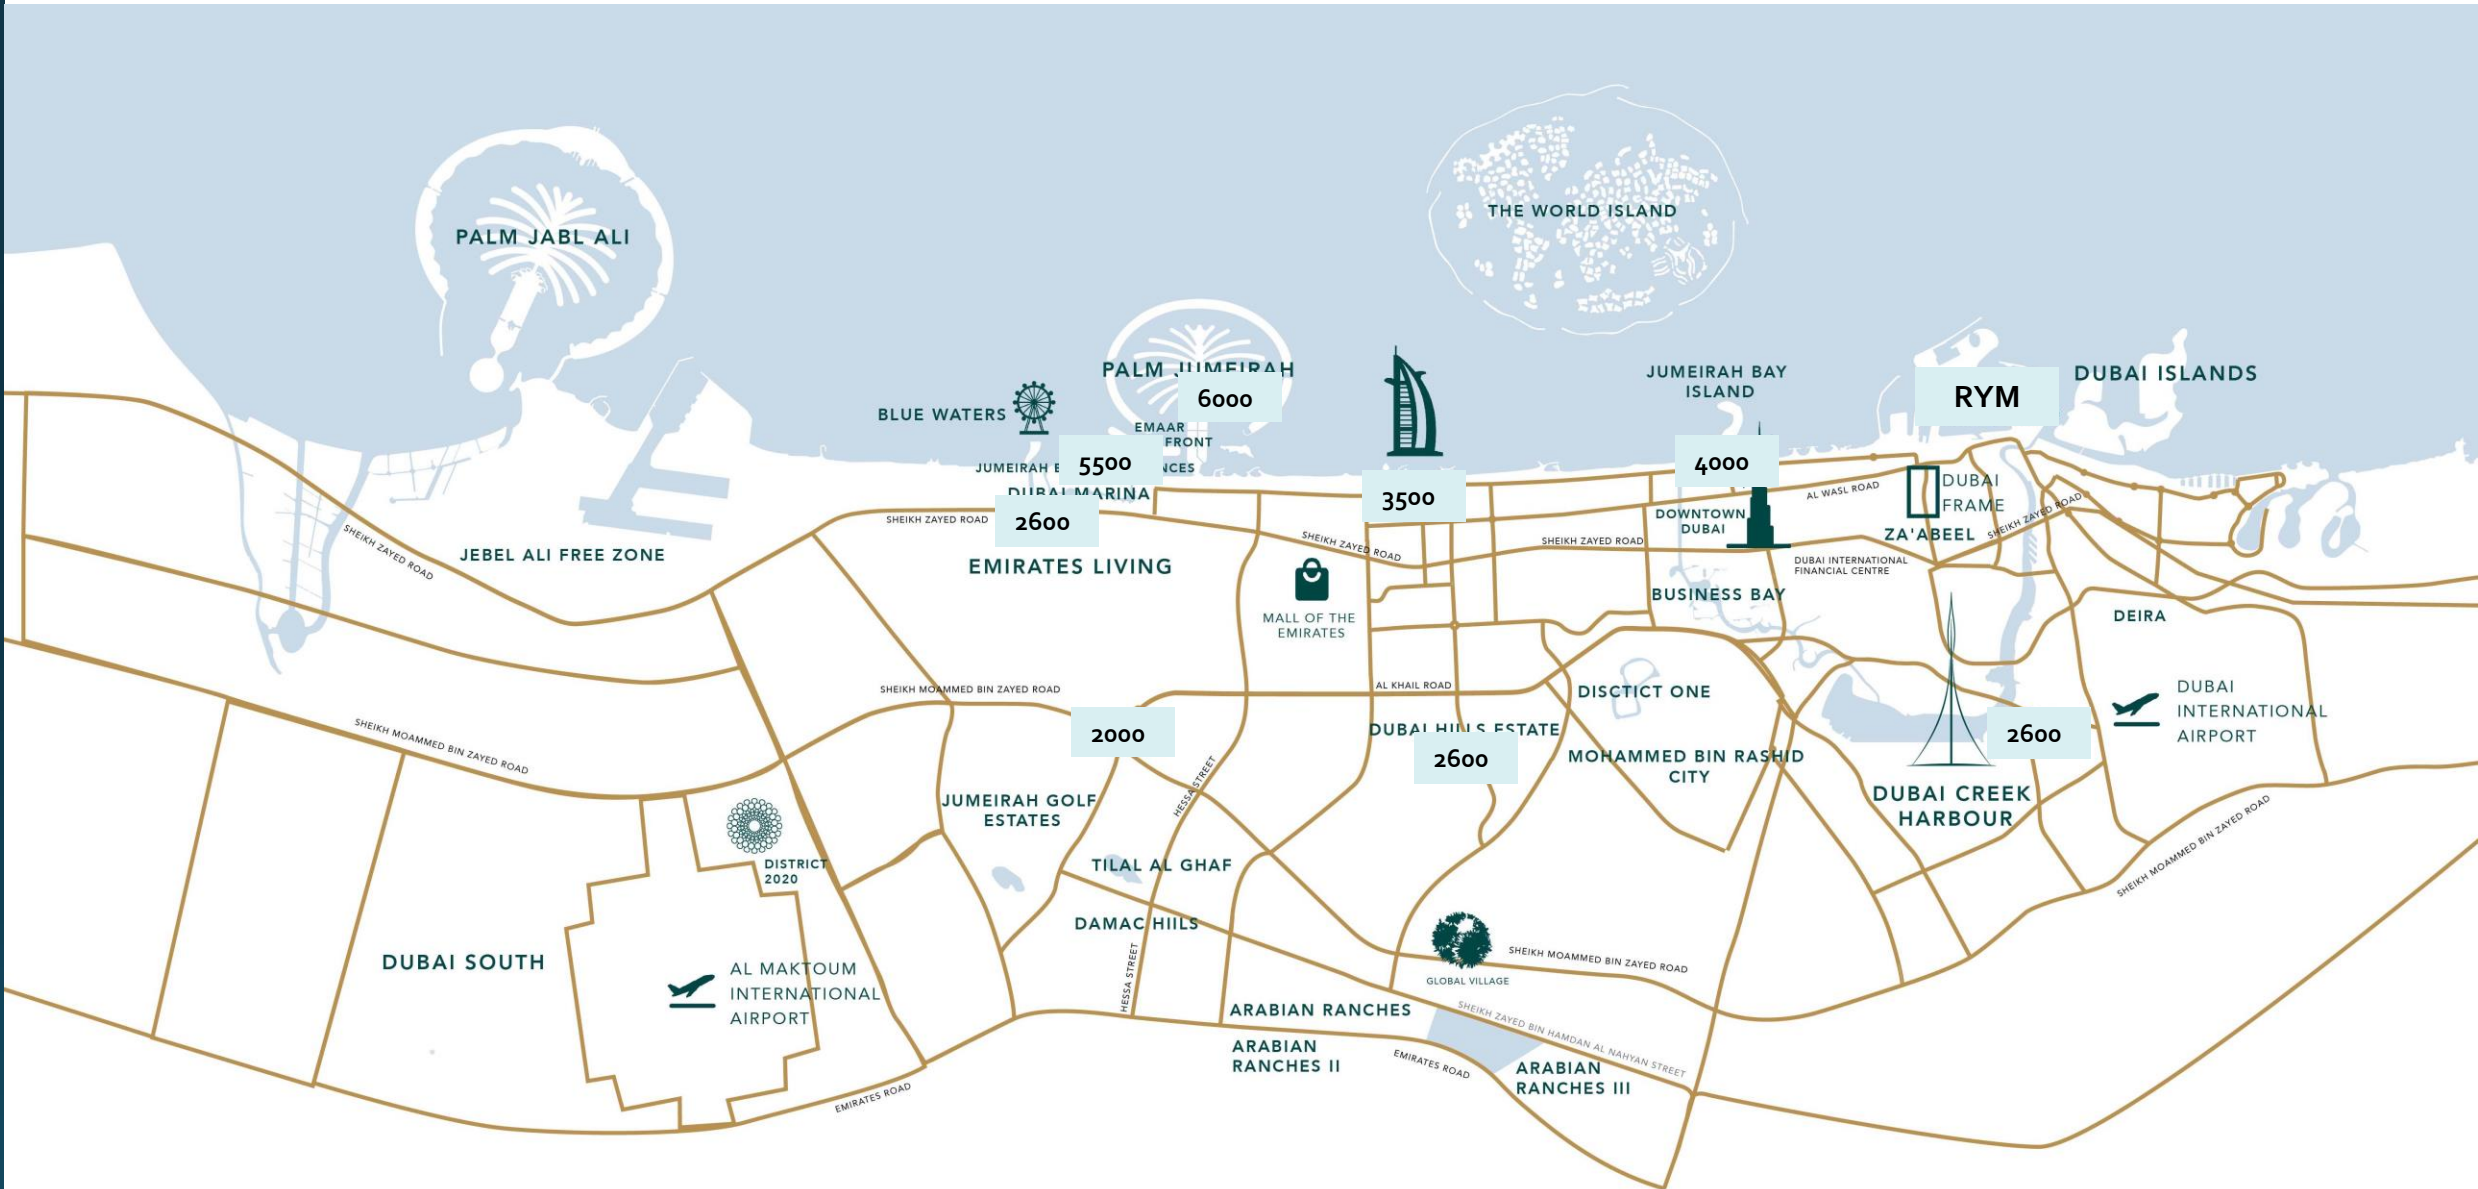 PALM JABL ALI
THE WORLD ISLAND
PALM JUMEIRAH
6000
BLUE WATERS
EMAAR
FRONT
JUMEIRAH
5500
NCES
DUBAI MARINA
2600
JUMEIRAH BAY
ISLAND
4000
3500
RYM
DUBAI ISLANDS
DUBAI
FRAME
ZA'ABEEL
AL WASL ROAD
SHEIKH ZAYED ROAD
DOWNTOWN
DUBAI
SHEIKH ZAYED ROAD
SHEIKH ZAYED ROAD
SHEIKH ZAYED ROAD
SHEIKH ZAYED ROAD
JEBEL ALI FREE ZONE
EMIRATES LIVING
DUBAI INTERNATIONAL
FINANCIAL CENTRE
BUSINESS BAY
MALL OF THE
EMIRATES
DEIRA
SHEIKH MOAMMED BIN ZAYED ROAD
AL KHAIL ROAD
DISCTICT ONE
DUBAI
INTERNATIONAL
AIRPORT
SHEIKH MOAMMED BIN ZAYED ROAD
2000
DUBAI HILLS ESTATE
2600
MOHAMMED BIN RASHID
CITY
2600
DUBAI CREEK
HARBOUR
HESSA STREET
JUMEIRAH GOLF
ESTATES
SHEIKH MOAMMED BIN ZAYED ROAD
DISTRICT
2020
TILAL AL GHAF
DAMAC HIILS
DUBAI SOUTH
AL MAKTOUM
INTERNATIONAL
AIRPORT
HESSA STREET
GLOBAL VILLAGE
SHEIKH MOAMMED BIN ZAYED ROAD
ARABIAN RANCHES
SHEIKH ZAYED BIN HAMDAN AL NAHYAN STREET
ARABIAN
RANCHES II
EMIRATES ROAD
ARABIAN
RANCHES III
EMIRATES ROAD